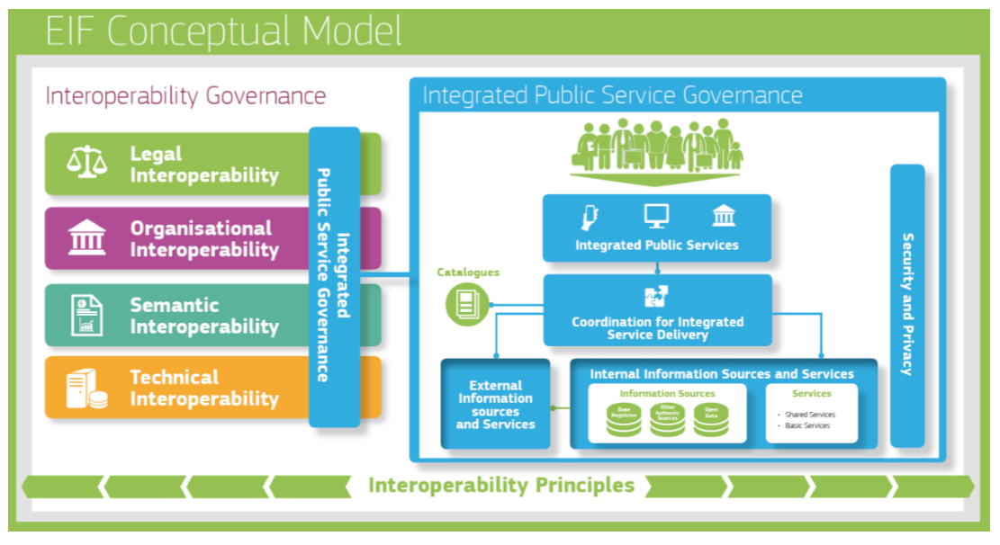 EIF Conceptual Model
Interoperability Governance
Legal
Interoperability
Organisational
Interoperability
Semantic
Interoperability
Technical
Interoperability
Integrated
Public Service Governance
Integrated Public Service Governance
Integrated Public Services
Catalogues
Coordination for Integrated
Service Delivery
External
Information
sources
and Services
Internal Information Sources and Services
Information Sources
Base
Registries
Other
Authentic
Sources
Open
Data
Services
- Shared Services
- Basic Services
Security and Privacy
Interoperability Principles